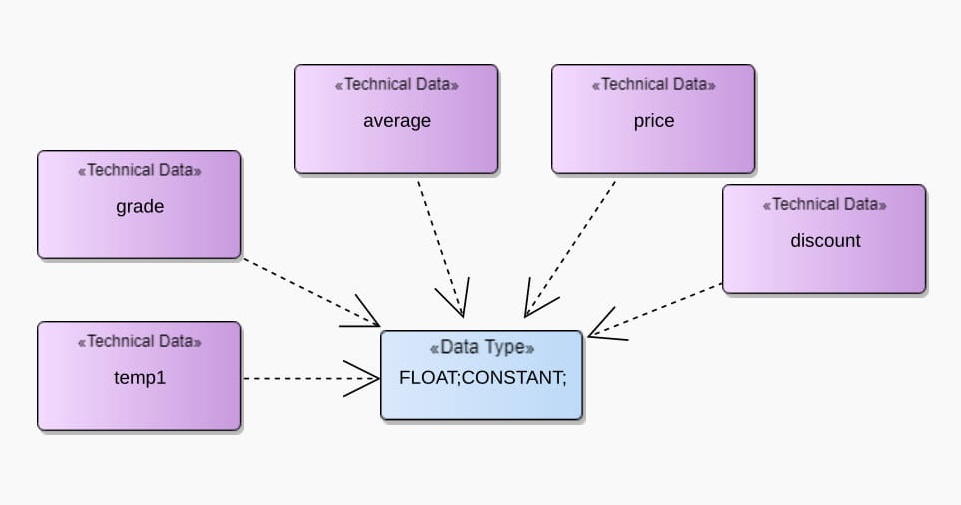 «Technical Data»
average
«Technical Data»
price
«Technical Data»
grade
«Technical Data»
discount
«Technical Data»
temp1
«Data Type»
FLOAT;CONSTANT;